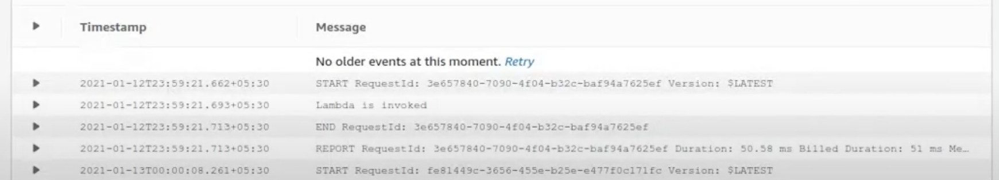 Timestamp Message
No older events at this moment. Retry
2021-01-12T23:59:21.662+05:30 START RequestId: 3e657840-7090-4f04-b32c-baf94a7625ef Version: $LATEST
2021-01-12T23:59:21.693+05:30 Lambda is invoked
2021-01-12T23:59:21.713+05:30 END RequestId: 3e657840-7090-4f04-b32c-baf94a7625ef
2021-01-12T23:59:21.713+05:30 REPORT RequestId: 3e657840-7090-4f04-b32c-baf94a7625ef Duration: 50.58 ms Billed Duration: 51 ms Me…
2021-01-13T00:00:08.261+05:30 START RequestId: fe81449c-3656-455e-b25e-e477f0c171fc Version: $LATEST